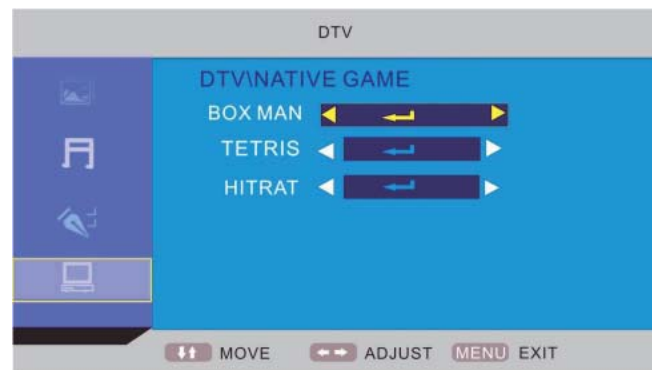 DTV
DTV\NATIVE GAME
BOX MAN
TETRIS
HITRAT
MOVE ADJUST MENU EXIT